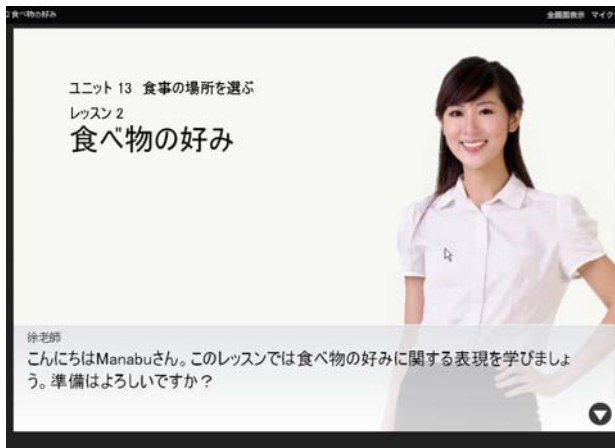 2 食べ物の好み
全画面表示 マイク
ユニット 13 食事の場所を選ぶ
レッスン 2
食べ物の好み
徐老師
こんにちはManabuさん。このレッスンでは食べ物の好みに関する表現を学びましょ
う。準備はよろしいですか？